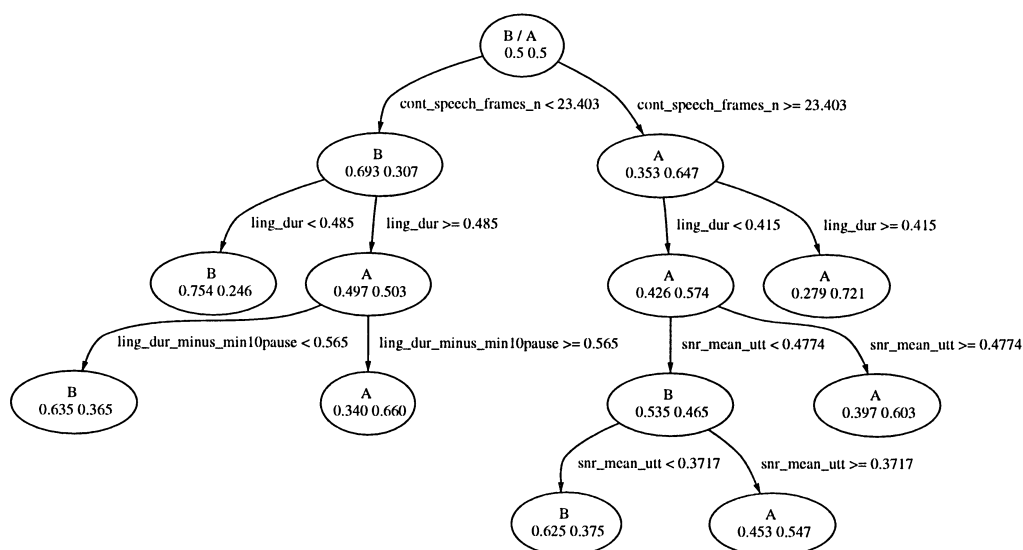 B / A
0.5 0.5
cont_speech_frames_n < 23.403
cont_speech_frames_n >= 23.403
B
0.693 0.307
A
0.353 0.647
ling_dur < 0.485
ling_dur >= 0.485
ling_dur < 0.415
ling_dur >= 0.415
B
0.754 0.246
A
0.497 0.503
A
0.426 0.574
A
0.279 0.721
ling_dur_minus_min10pause < 0.565
ling_dur_minus_min10pause >= 0.565
snr_mean_utt < 0.4774
snr_mean_utt >= 0.4774
B
0.635 0.365
A
0.340 0.660
B
0.535 0.465
A
0.397 0.603
snr_mean_utt < 0.3717
snr_mean_utt >= 0.3717
B
0.625 0.375
A
0.453 0.547